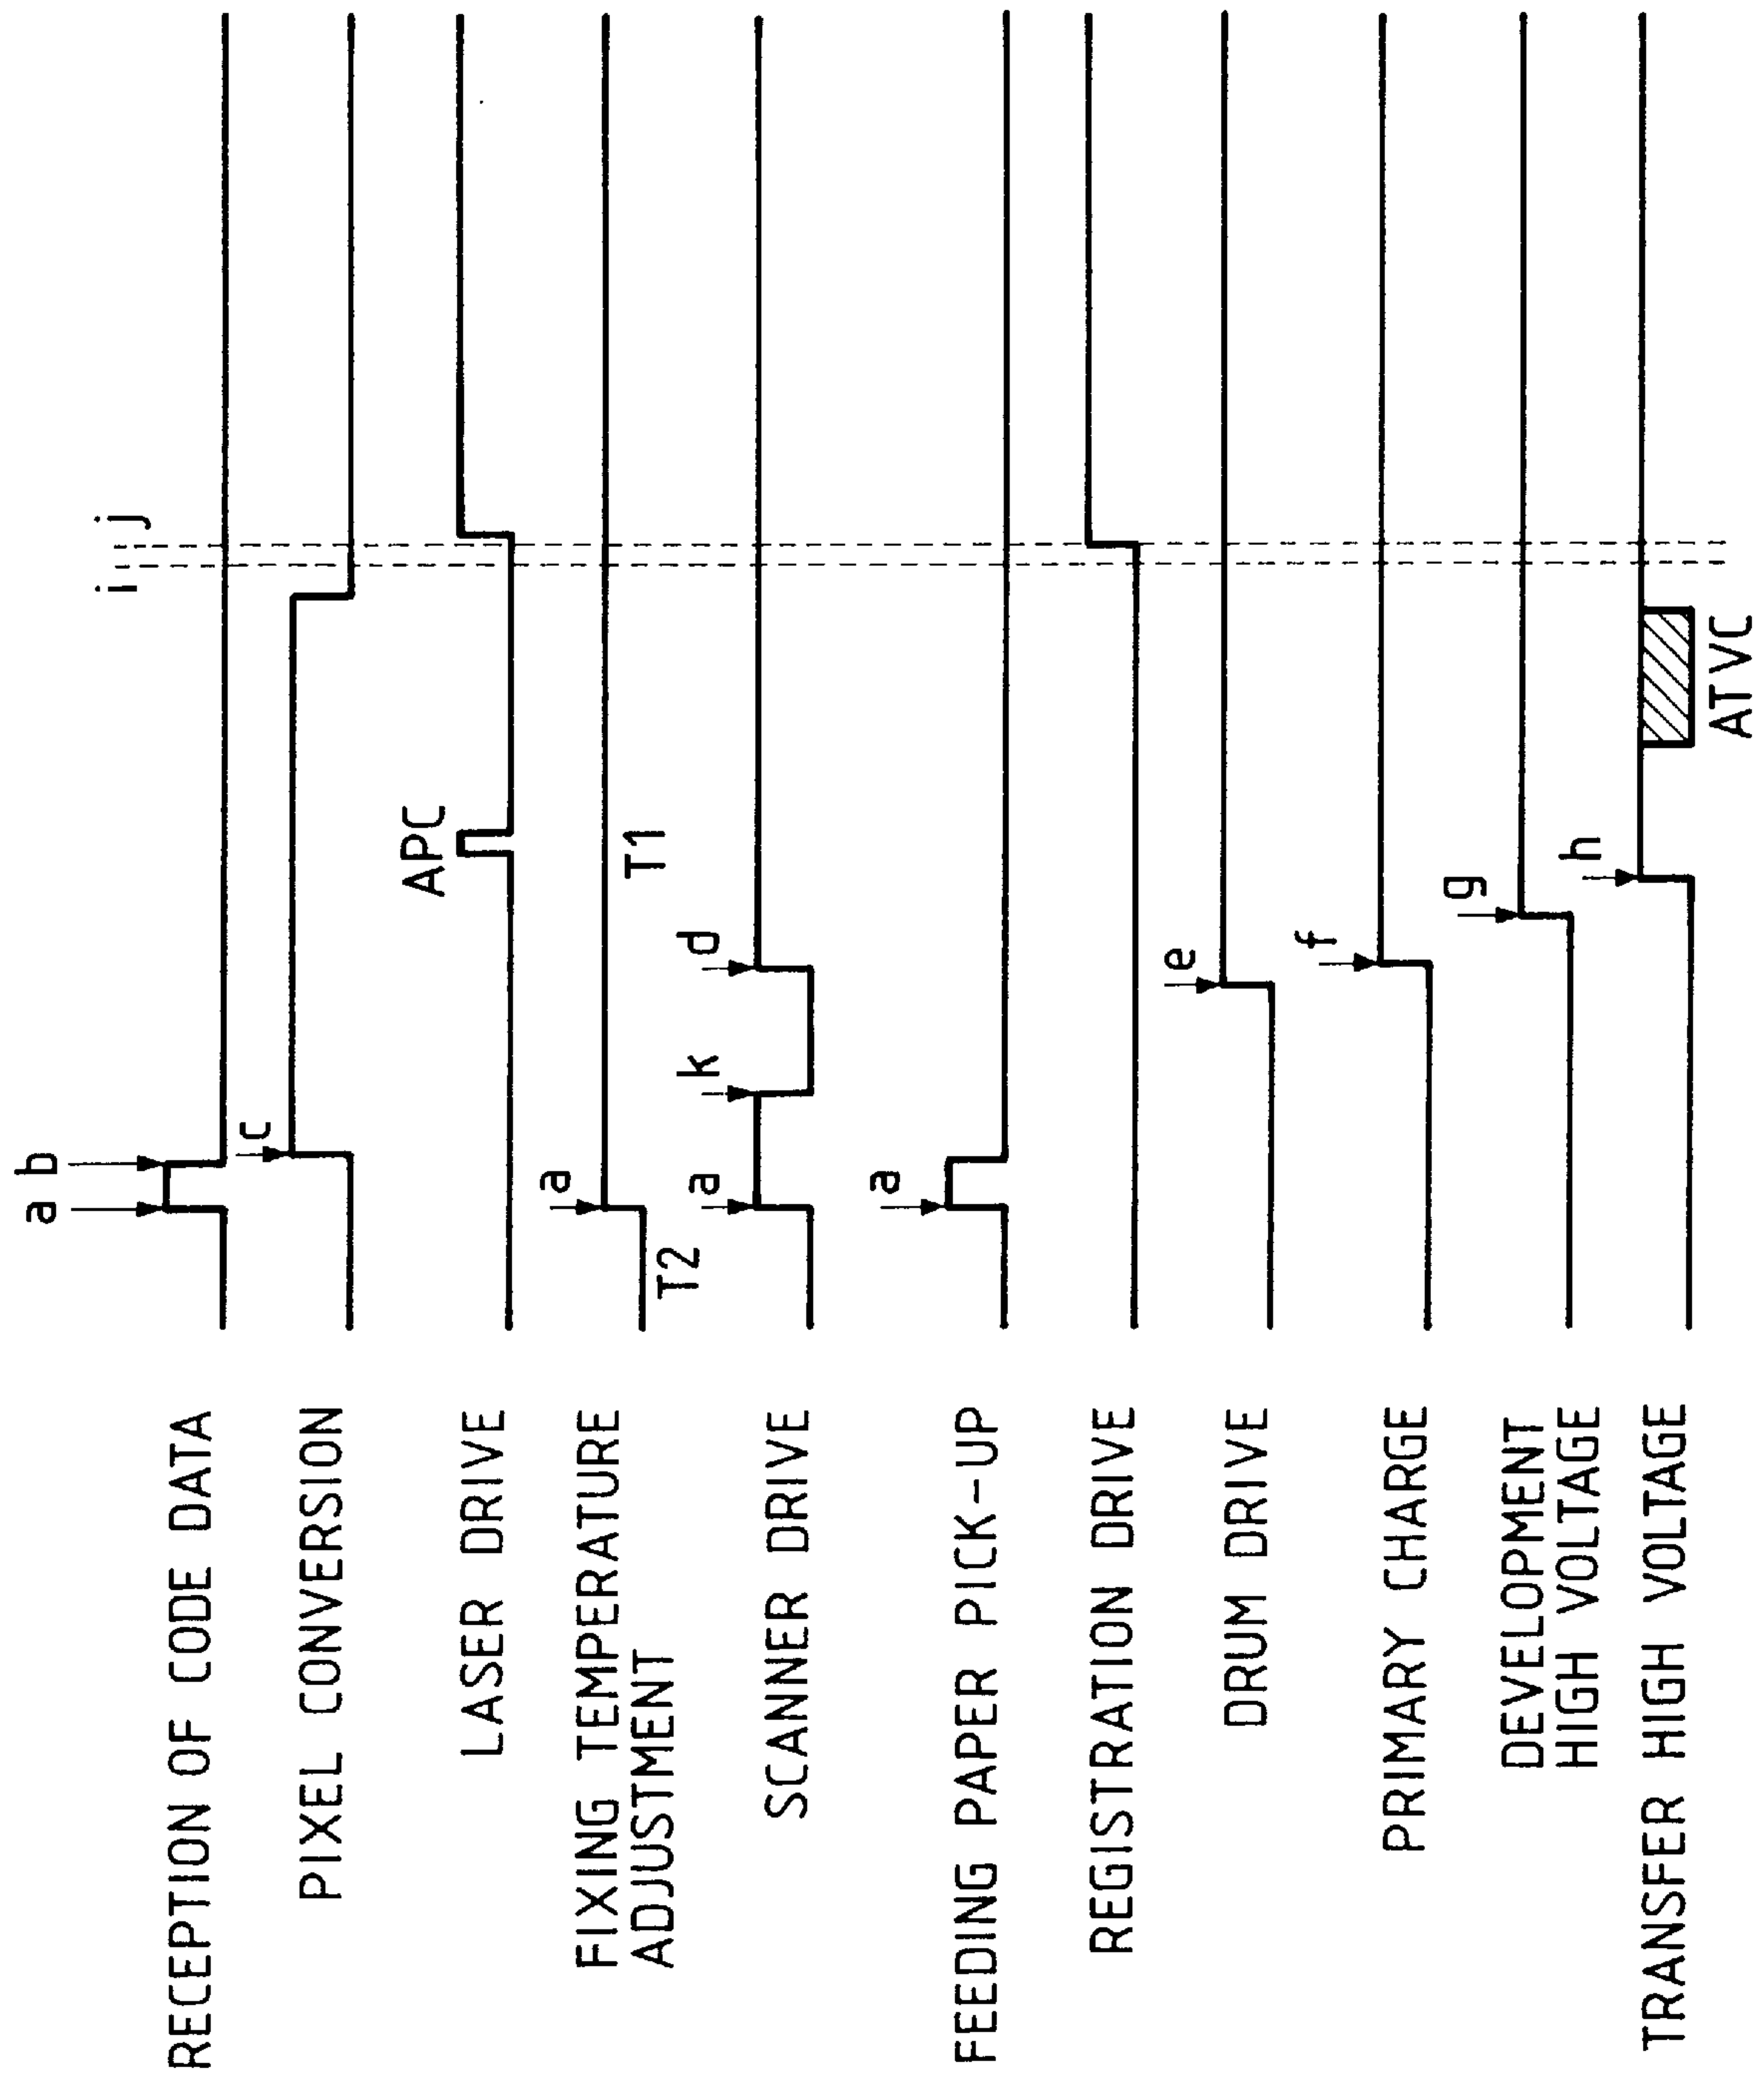 a b
i j
RECEPTION OF CODE DATA
c
PIXEL CONVERSION
APC
LASER DRIVE
a
FIXING TEMPERATURE
ADJUSTMENT
T2
T1
a k d
SCANNER DRIVE
a
FEEDING PAPER PICK-UP
REGISTRATION DRIVE
e
DRUM DRIVE
f
PRIMARY CHARGE
g
DEVELOPMENT
HIGH VOLTAGE
h
TRANSFER HIGH VOLTAGE
ATVC